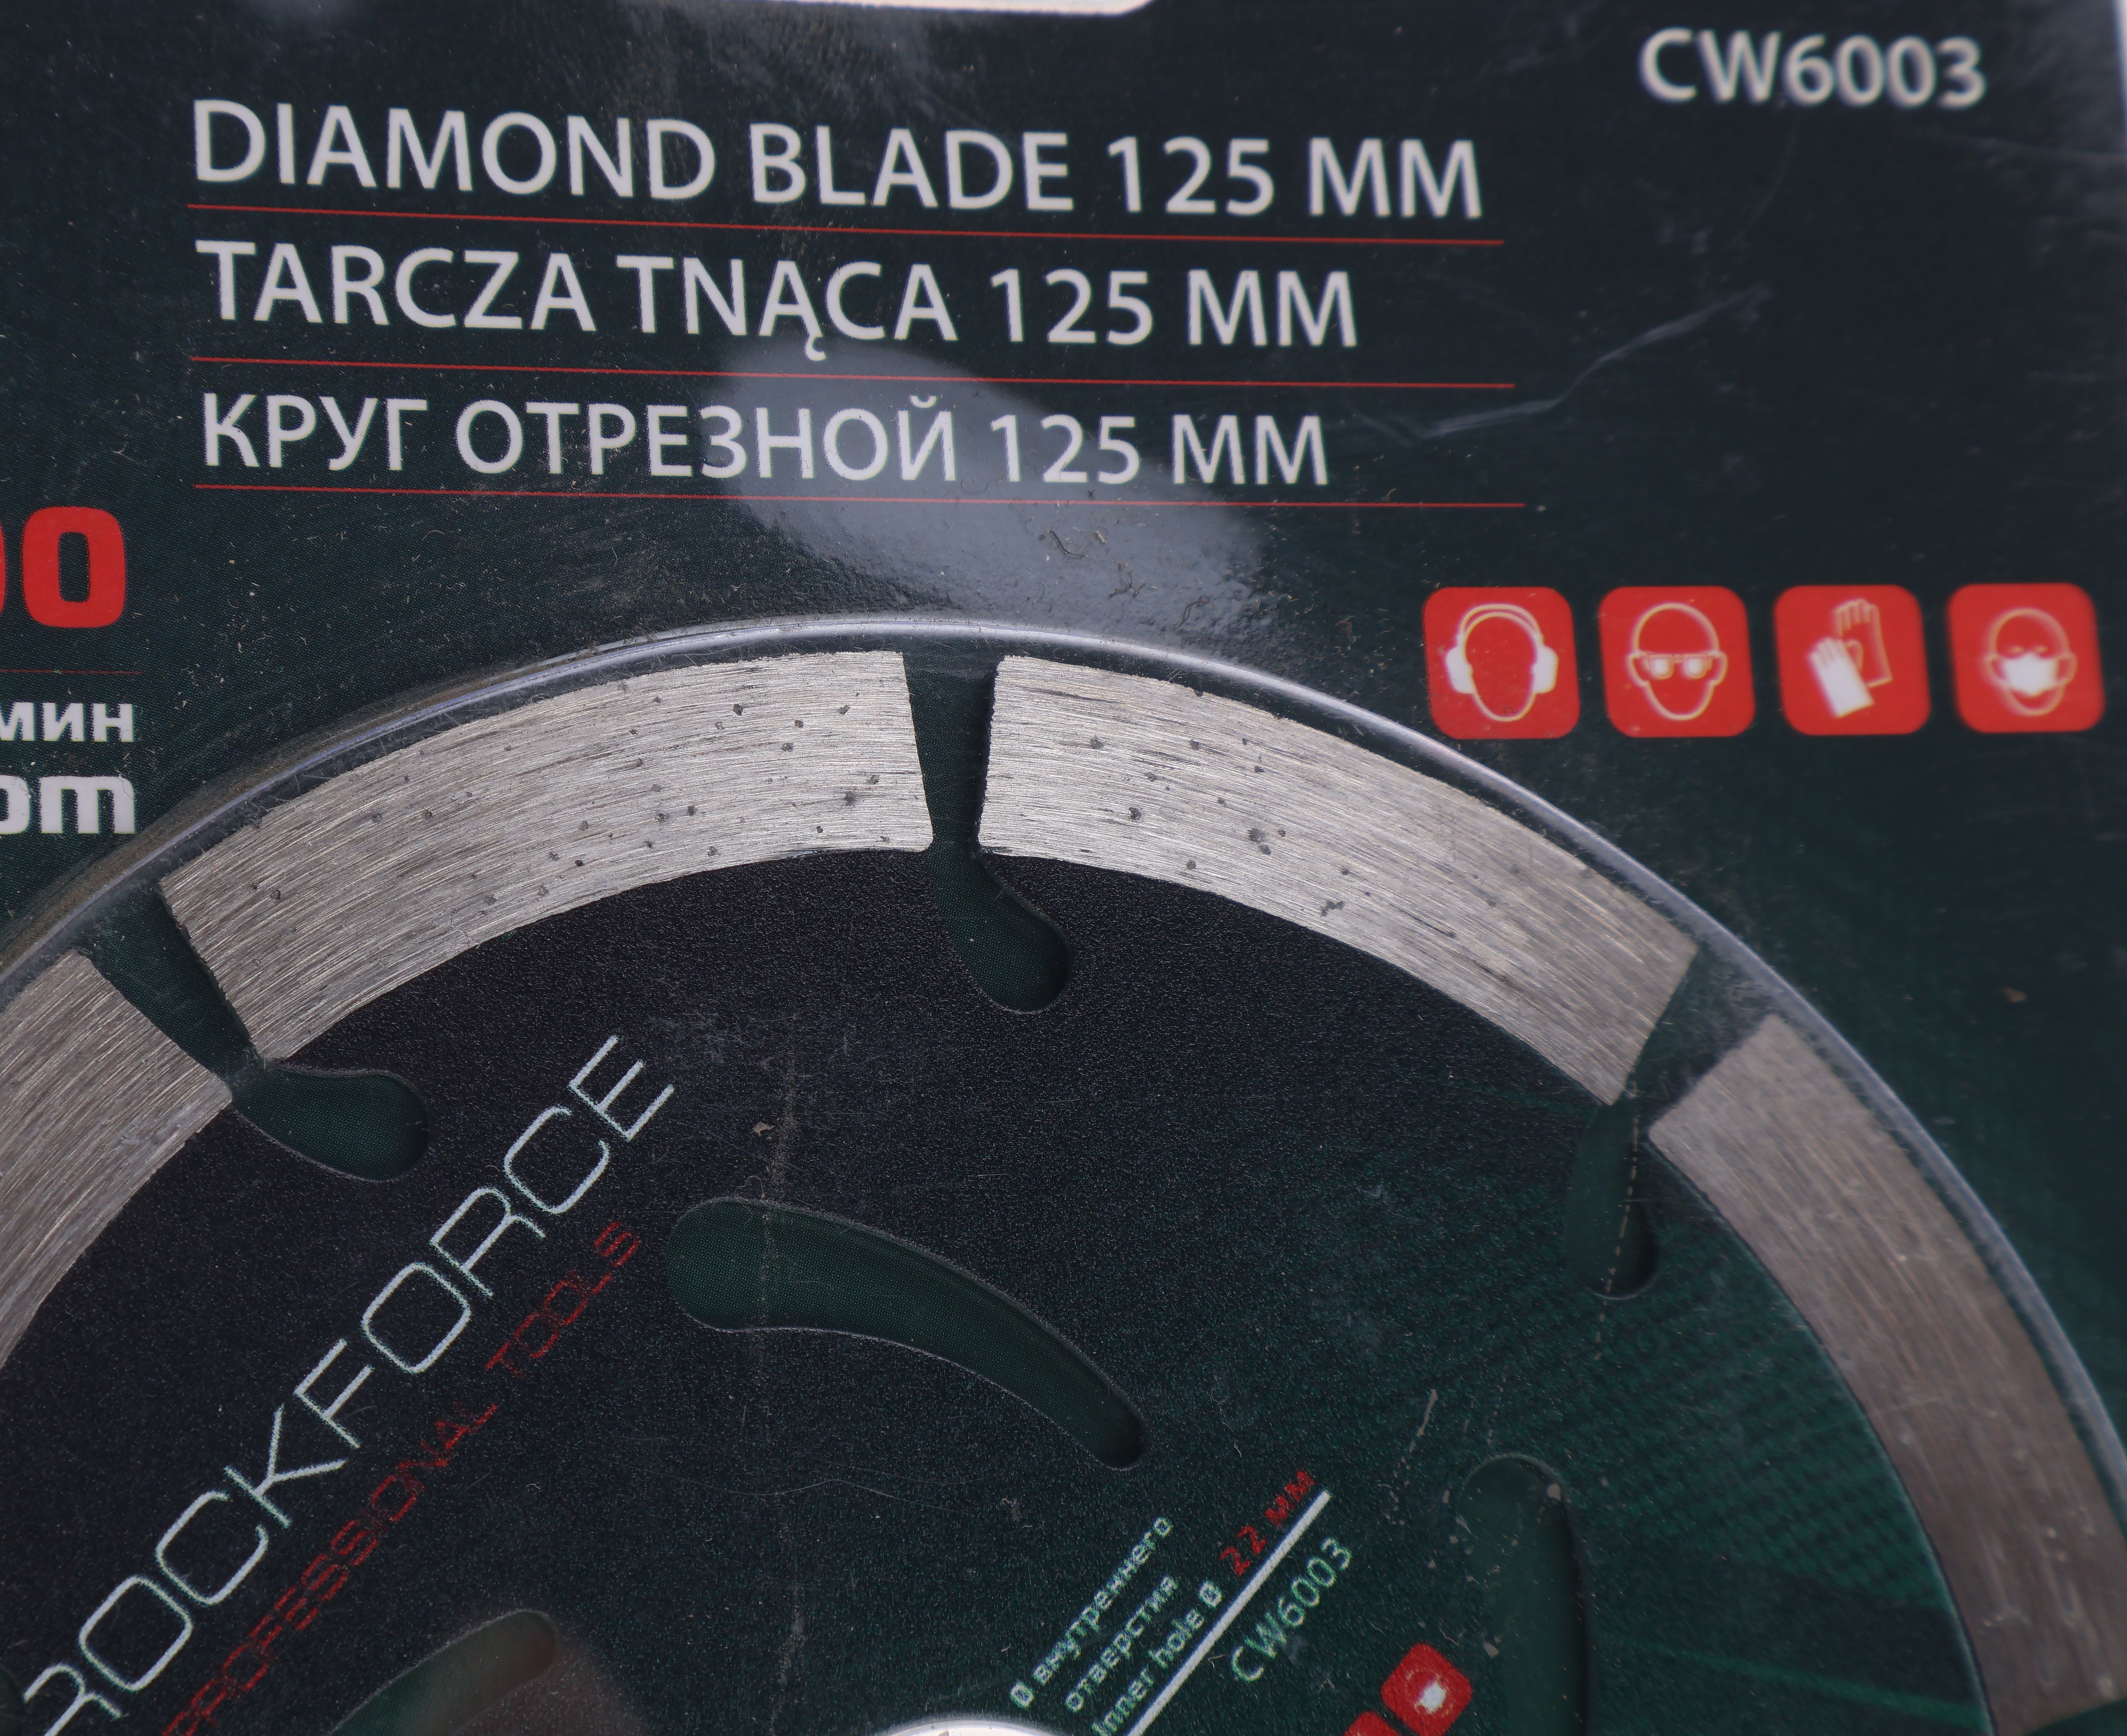 CW6003
DIAMOND BLADE 125 MM
TARCZA TNĄCA 125 MM
КРУГ ОТРЕЗНОЙ 125 ММ
ROCKFORCE
PROFESSIONAL TOOLS
Ø внутреннего
отверстия
Inner hole Ø 22 мм
CW6003